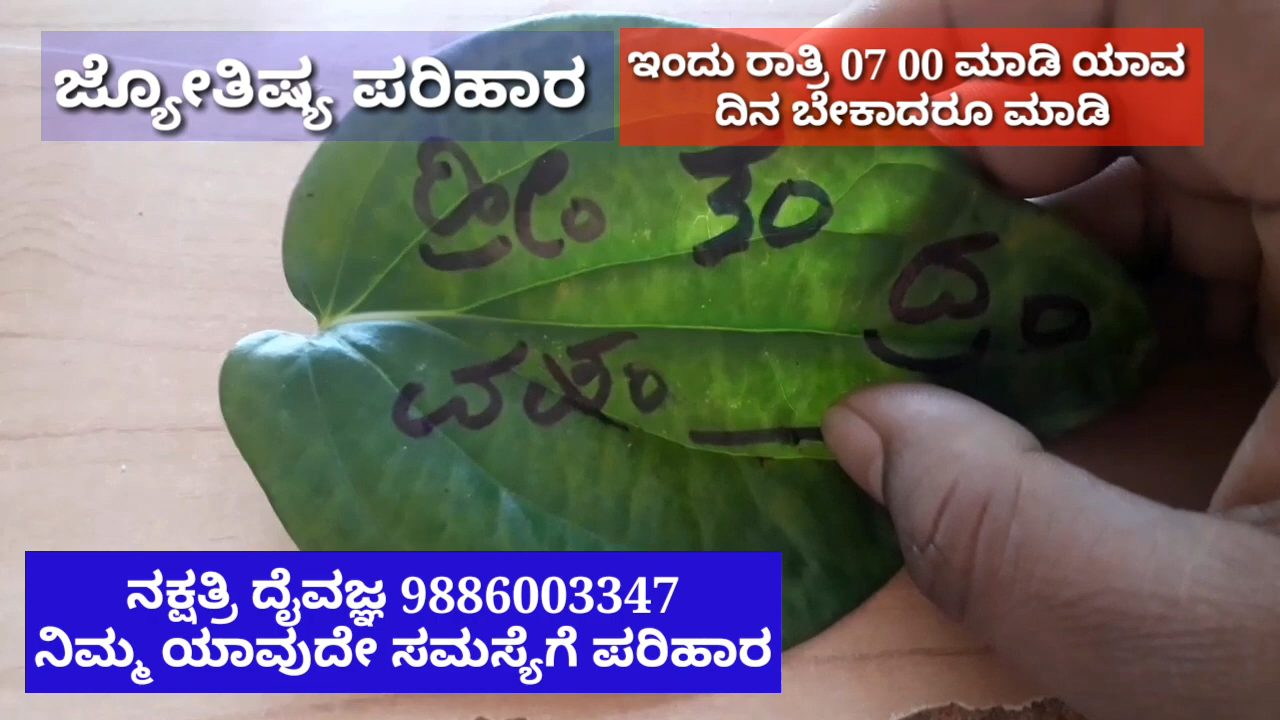 ಜ್ಯೋತಿಷ್ಯ ಪರಿಹಾರ
ಇಂದು ರಾತ್ರಿ 07 00 ಮಾಡಿ ಯಾವ
ದಿನ ಬೇಕಾದರೂ ಮಾಡಿ
ಹ್ರೀಂ ತಂ
ದ್ರಂ
ನಕ್ಷತ್ರಿ ದೈವಜ್ಞ 9886003347
ನಿಮ್ಮ ಯಾವುದೇ ಸಮಸ್ಯೆಗೆ ಪರಿಹಾರ